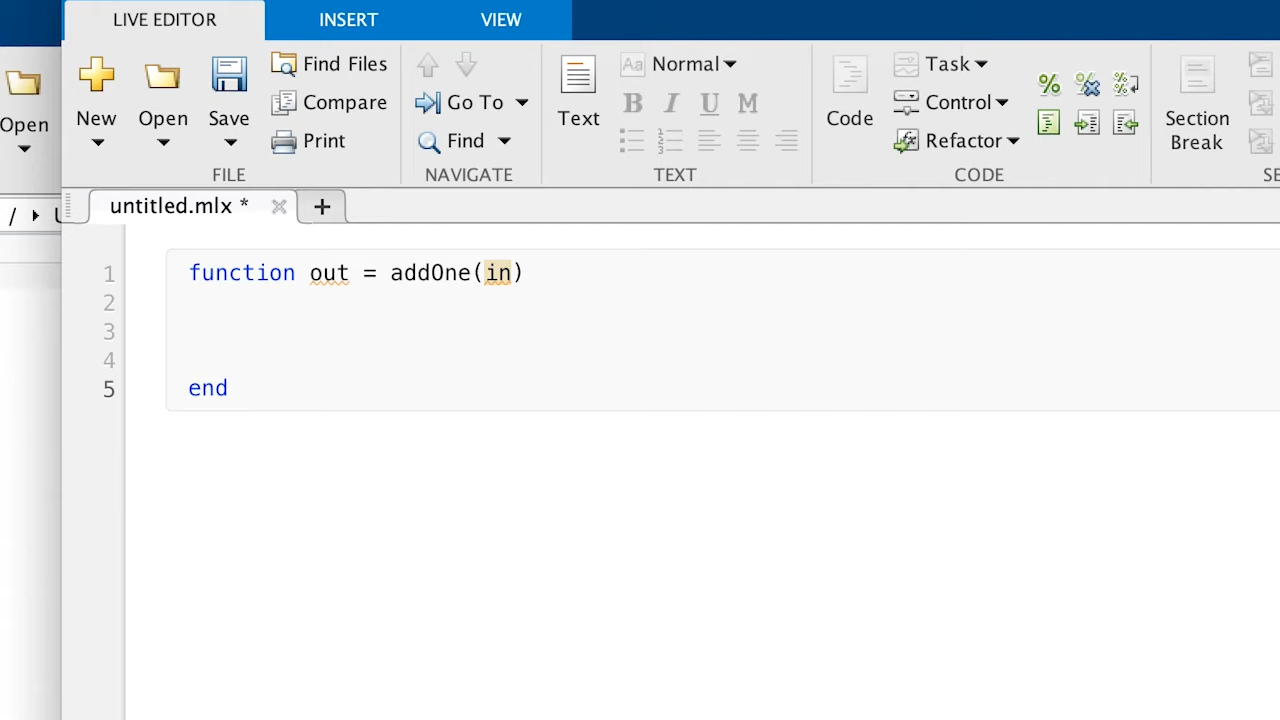 LIVE EDITOR INSERT VIEW
Open
New Open Save
Find Files
Compare
Print
FILE
Go To
Find
NAVIGATE
Text
Aa Normal
B I U M
TEXT
Code
Task
Control
Refactor
CODE
Section
Break
SE
/
untitled.mlx *
+
1 function out = addOne(in)
2
3
4
5 end